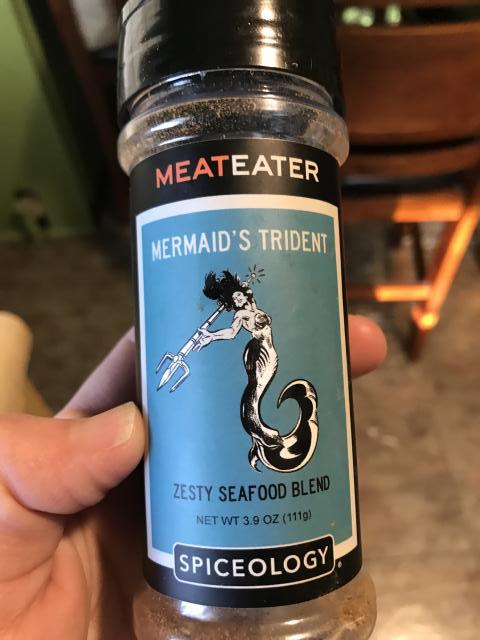 MEATEATER
MERMAID'S TRIDENT
ZESTY SEAFOOD BLEND
NET WT 3.9 OZ (111g)
SPICEOLOGY